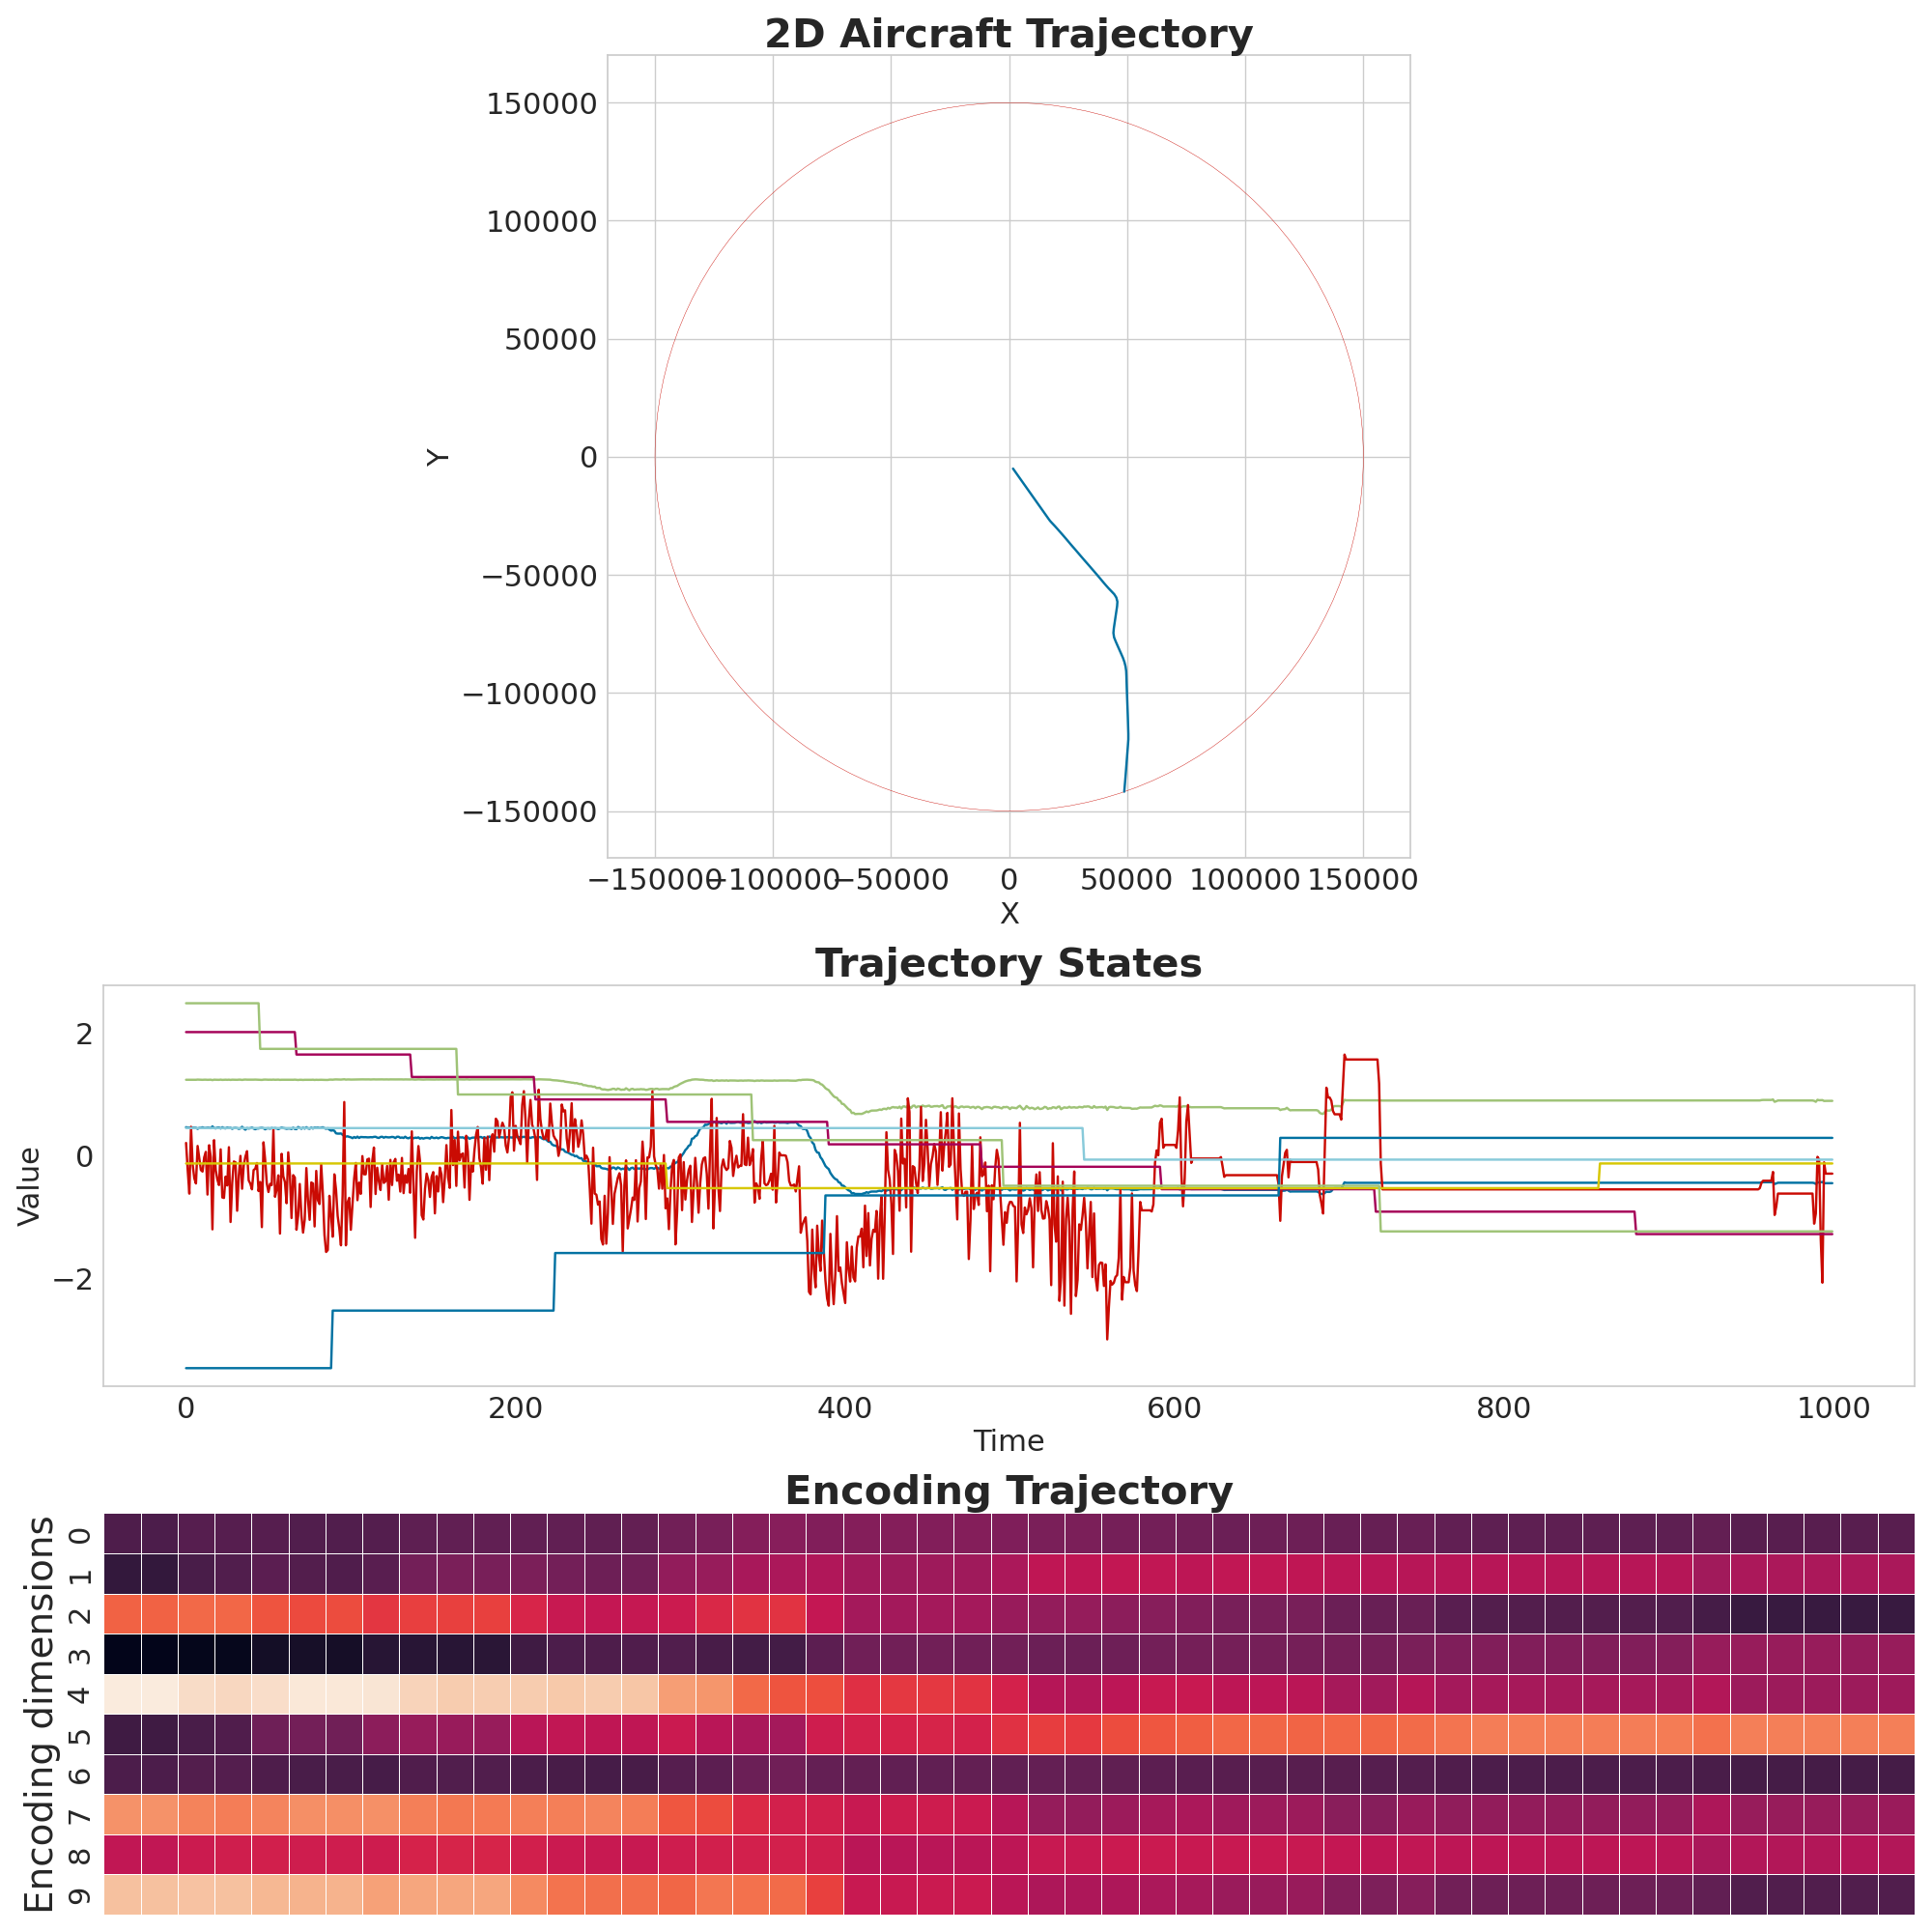 2D Aircraft Trajectory
150000
100000
50000
0
−50000
−100000
−150000
Y
−150000 −100000 −50000 0 50000 100000 150000
X
Trajectory States
2
0
−2
Value
0 200 400 600 800 1000
Time
Encoding Trajectory
0
1
2
3
4
5
6
7
8
9
Encoding dimensions